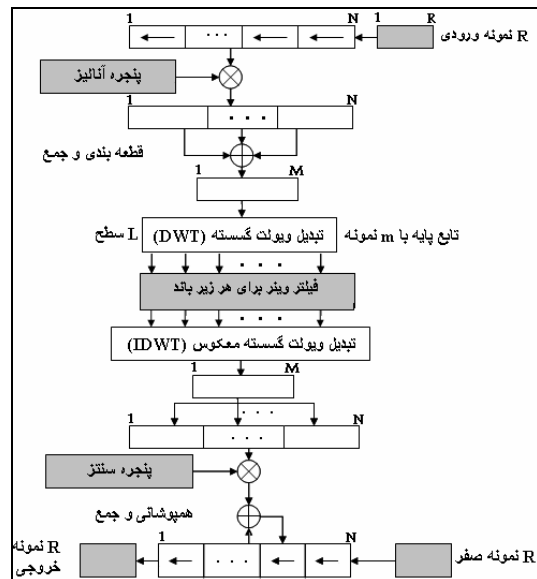 1 N 1 R
R نمونه ورودی
. . .
پنجره آنالیز
1 N
. . .
قطعه بندی و جمع
1 M
تابع پایه با m نمونه
تبدیل ویولت گسسته (DWT)
L سطح
. . .
فیلتر وینر برای هر زیر باند
. . .
تبدیل ویولت گسسته معکوس (IDWT)
1 M
. . .
1 N
. . .
پنجره سنتز
همپوشانی و جمع
1 N
R نمونه صفر
. . .
R نمونه
خروجی